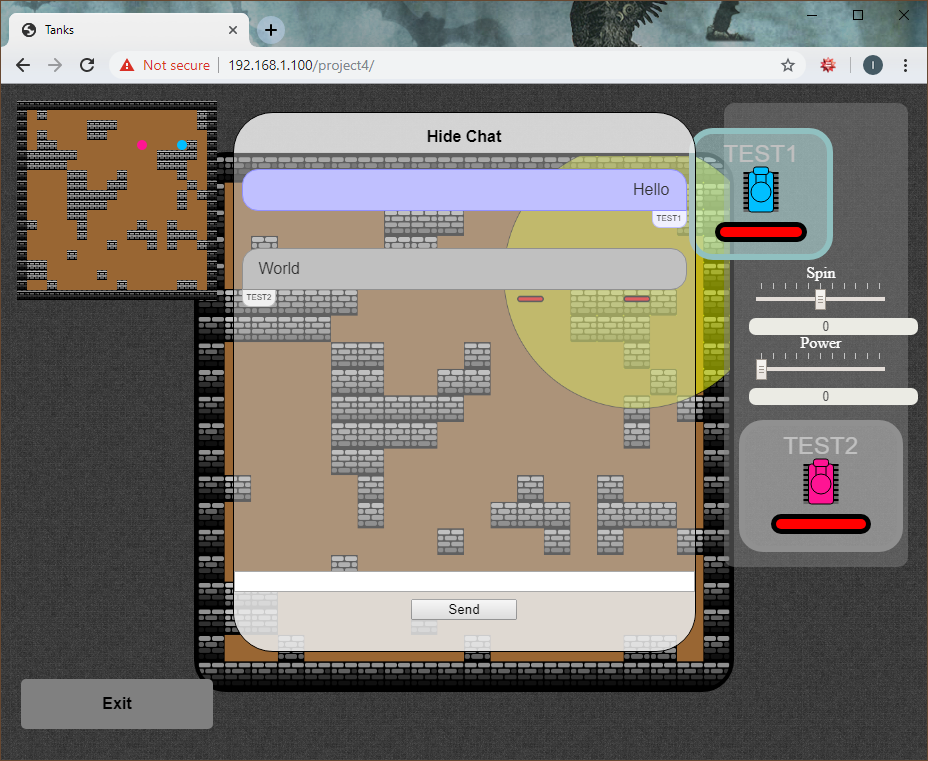 Tanks
Not secure
192.168.1.100/project4/
I
Hide Chat
Hello
TEST1
World
TEST2
Send
TEST1
Spin
0
Power
0
TEST2
Exit